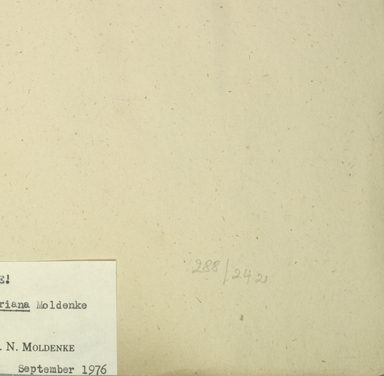 E!
riana Moldenke
. N. MOLDENKE
September 1976
288/242